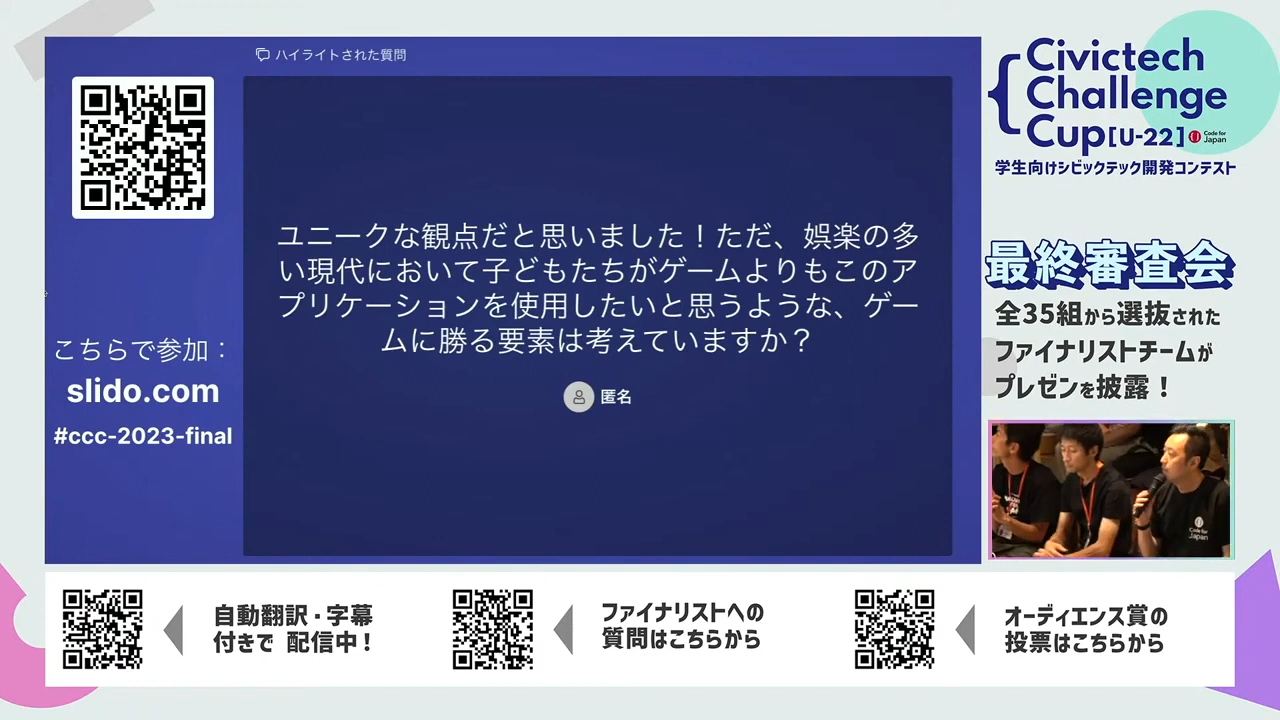 ハイライトされた質問
ユニークな観点だと思いました！ただ、娯楽の多
い現代において子どもたちがゲームよりもこのア
プリケーションを使用したいと思うような、ゲー
ムに勝る要素は考えていますか？
匿名
こちらで参加：
slido.com
#ccc-2023-final
Civictech
Challenge
Cup[U-22]
Code for
Japan
学生向けシビックテック開発コンテスト
最終審査会
全35組から選抜された
ファイナリストチームが
プレゼンを披露！
Code for
Japan
自動翻訳・字幕
付きで 配信中！
ファイナリストへの
質問はこちらから
オーディエンス賞の
投票はこちらから